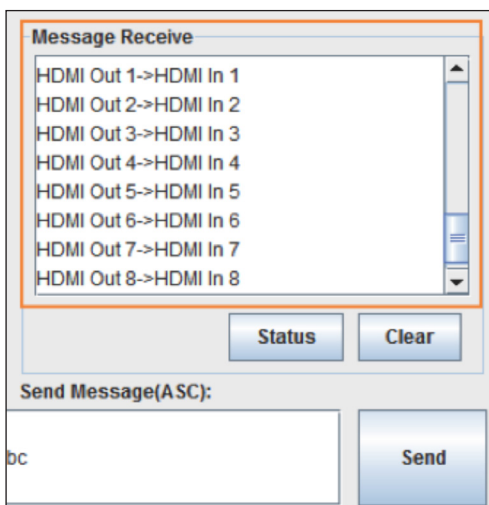 Message Receive
HDMI Out 1->HDMI In 1
HDMI Out 2->HDMI In 2
HDMI Out 3->HDMI In 3
HDMI Out 4->HDMI In 4
HDMI Out 5->HDMI In 5
HDMI Out 6->HDMI In 6
HDMI Out 7->HDMI In 7
HDMI Out 8->HDMI In 8
Status Clear
Send Message(ASC):
bc Send